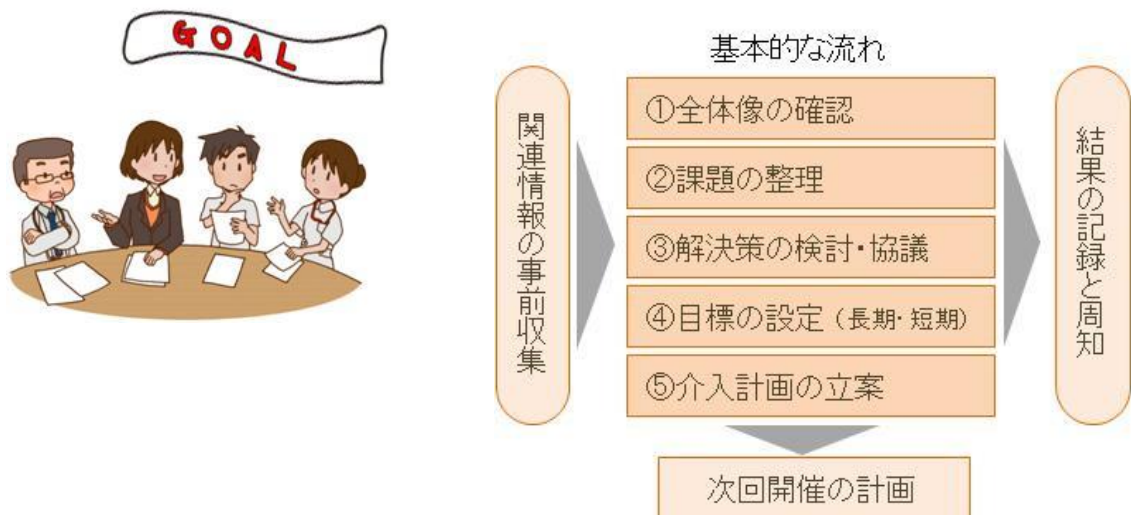 GOAL
基本的な流れ
関連情報の事前収集
①全体像の確認
②課題の整理
③解決策の検討・協議
④目標の設定（長期・短期）
⑤介入計画の立案
結果の記録と周知
次回開催の計画